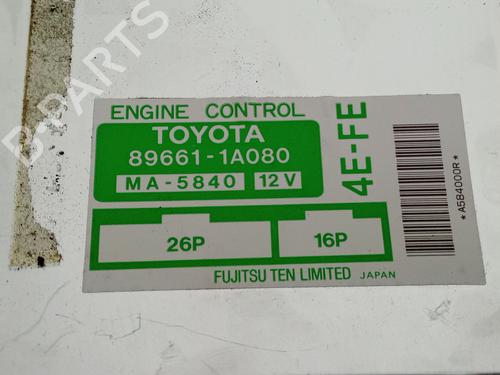 B-PARTS
ENGINE CONTROL
TOYOTA
89661-1A080
MA-5840 12V
4E-FE
26P
16P
FUJITSU TEN LIMITED JAPAN
*A584000R*